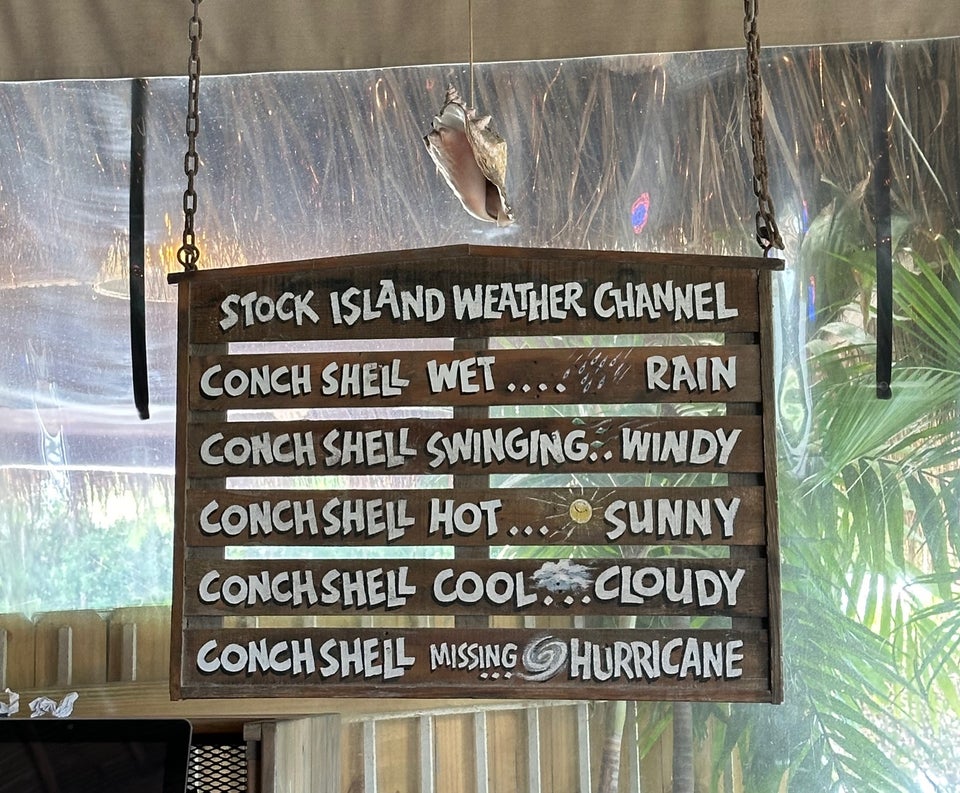 STOCK ISLAND WEATHER CHANNEL
CONCH SHELL WET .... RAIN
CONCH SHELL SWINGING.. WINDY
CONCH SHELL HOT ... SUNNY
CONCH SHELL COOL... CLOUDY
CONCH SHELL MISSING... HURRICANE